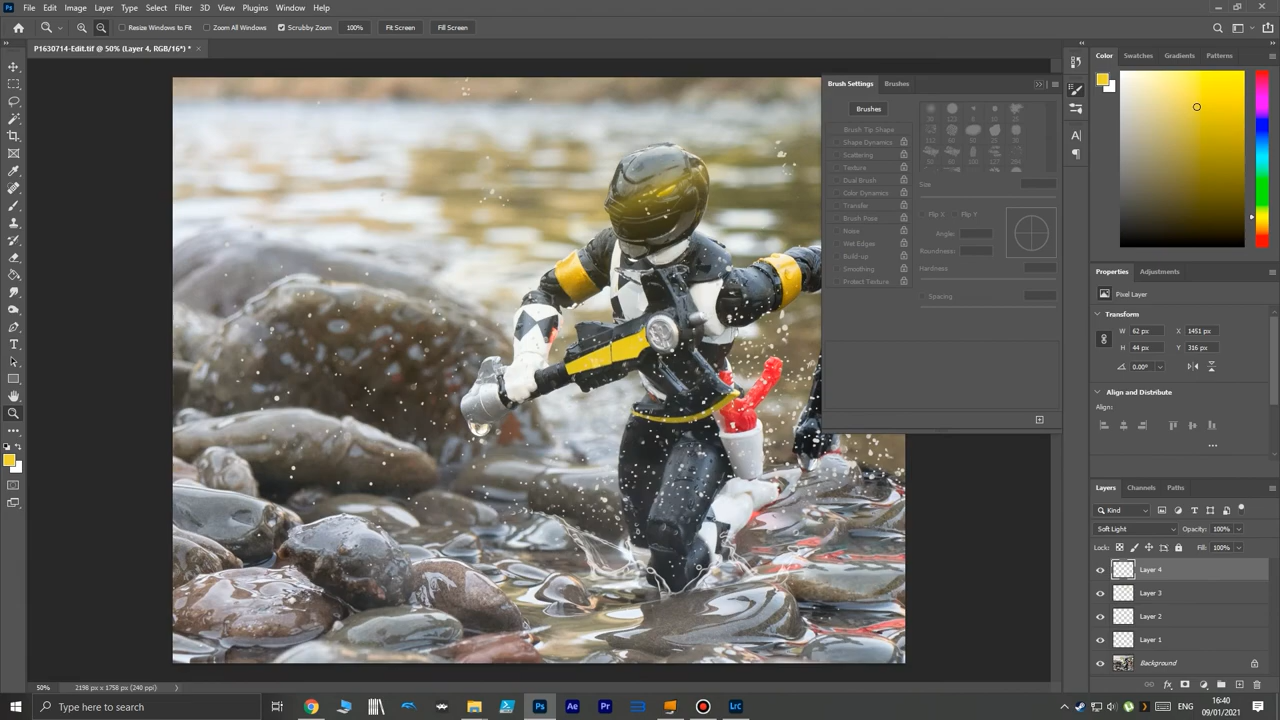 File Edit Image Layer Type Select Filter 3D View Plugins Window Help
Resize Windows to Fit Zoom All Windows Scrubby Zoom 100% Fit Screen Fill Screen
P1630714-Edit.tif @ 50% (Layer 4, RGB/16*) * ×
Brush Settings Brushes
Brushes
Brush Tip Shape
Shape Dynamics
Scattering
Texture
Dual Brush
Color Dynamics
Transfer
Brush Pose
Noise
Wet Edges
Build-up
Smoothing
Protect Texture
Size
Flip X Flip Y
Angle:
Roundness:
Hardness
Spacing
Color Swatches Gradients Patterns
Properties Adjustments
Pixel Layer
Transform
W 62 px X 1451 px
H 44 px Y 316 px
0.00°
Align and Distribute
Align:
Layers Channels Paths
Kind
Soft Light Opacity: 100%
Lock: Fill: 100%
Layer 4
Layer 3
Layer 2
Layer 1
Background
50% 2198 px x 1758 px (240 ppi)
Type here to search
Ps Ae Pr LrC
ENG
16:40
09/01/2021